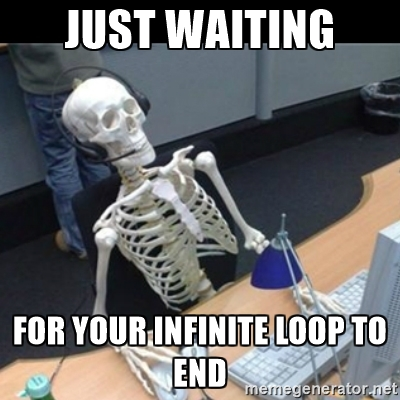 JUST WAITING
FOR YOUR INFINITE LOOP TO
END
memegenerator.net